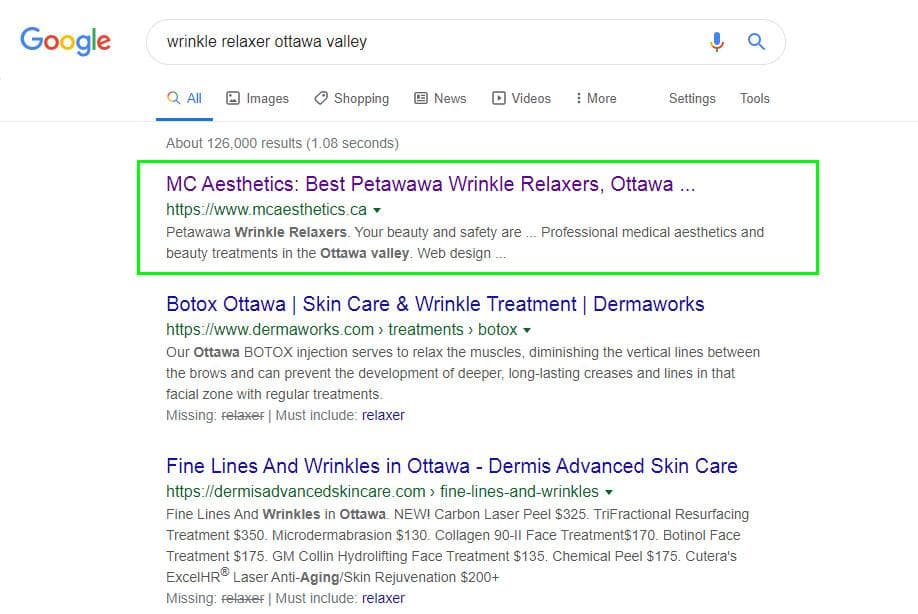 Google
wrinkle relaxer ottawa valley
All Images Shopping News Videos More Settings Tools
About 126,000 results (1.08 seconds)
MC Aesthetics: Best Petawawa Wrinkle Relaxers, Ottawa ...
https://www.mcaesthetics.ca
Petawawa Wrinkle Relaxers. Your beauty and safety are ... Professional medical aesthetics and
beauty treatments in the Ottawa valley. Web design ...
Botox Ottawa | Skin Care & Wrinkle Treatment | Dermaworks
https://www.dermaworks.com › treatments › botox
Our Ottawa BOTOX injection serves to relax the muscles, diminishing the vertical lines between
the brows and can prevent the development of deeper, long-lasting creases and lines in that
facial zone with regular treatments.
Missing: relaxer | Must include: relaxer
Fine Lines And Wrinkles in Ottawa - Dermis Advanced Skin Care
https://dermisadvancedskincare.com › fine-lines-and-wrinkles
Fine Lines And Wrinkles in Ottawa. NEW! Carbon Laser Peel $325. TriFractional Resurfacing
Treatment $350. Microdermabrasion $130. Collagen 90-II Face Treatment$170. Botinol Face
Treatment $175. GM Collin Hydrolifting Face Treatment $135. Chemical Peel $175. Cutera's
ExcelHR® Laser Anti-Aging/Skin Rejuvenation $200+
Missing: relaxer | Must include: relaxer